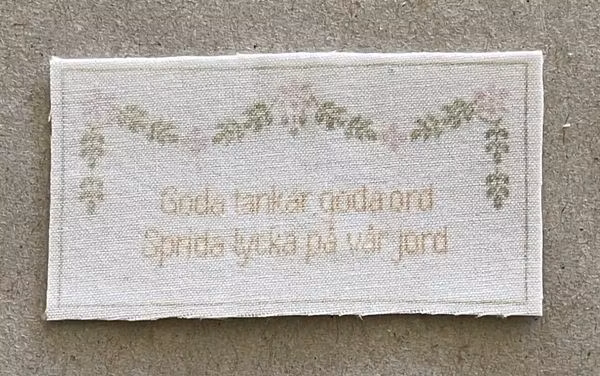 Goda tankar goda ord
Sprida lycka på vår jord